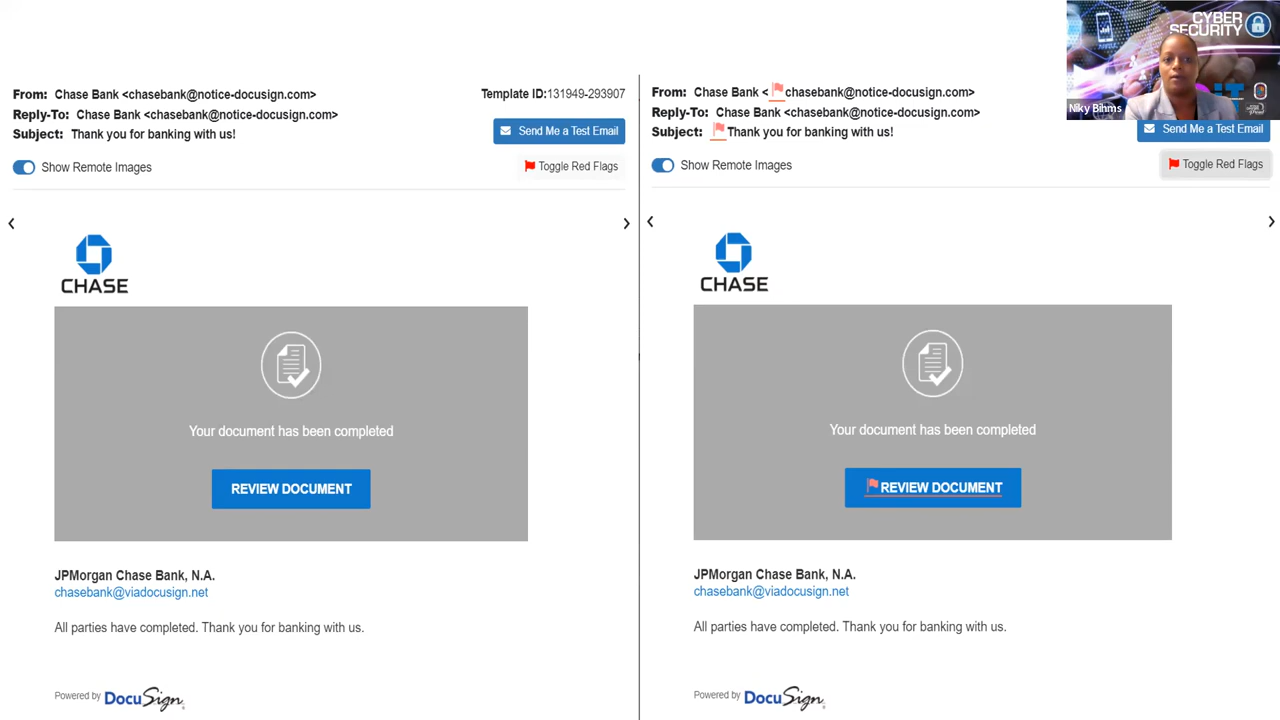 From: Chase Bank <chasebank@notice-docusign.com>
Template ID:131949-293907
Reply-To: Chase Bank <chasebank@notice-docusign.com>
Subject: Thank you for banking with us!
Send Me a Test Email
Show Remote Images
Toggle Red Flags
CHASE
Your document has been completed
REVIEW DOCUMENT
JPMorgan Chase Bank, N.A.
chasebank@viadocusign.net
All parties have completed. Thank you for banking with us.
Powered by DocuSign
From: Chase Bank <chasebank@notice-docusign.com>
Reply-To: Chase Bank <chasebank@notice-docusign.com>
Subject: Thank you for banking with us!
Send Me a Test Email
Show Remote Images
Toggle Red Flags
CHASE
Your document has been completed
REVIEW DOCUMENT
JPMorgan Chase Bank, N.A.
chasebank@viadocusign.net
All parties have completed. Thank you for banking with us.
Powered by DocuSign
CYBER
SECURITY
Niky Bihms